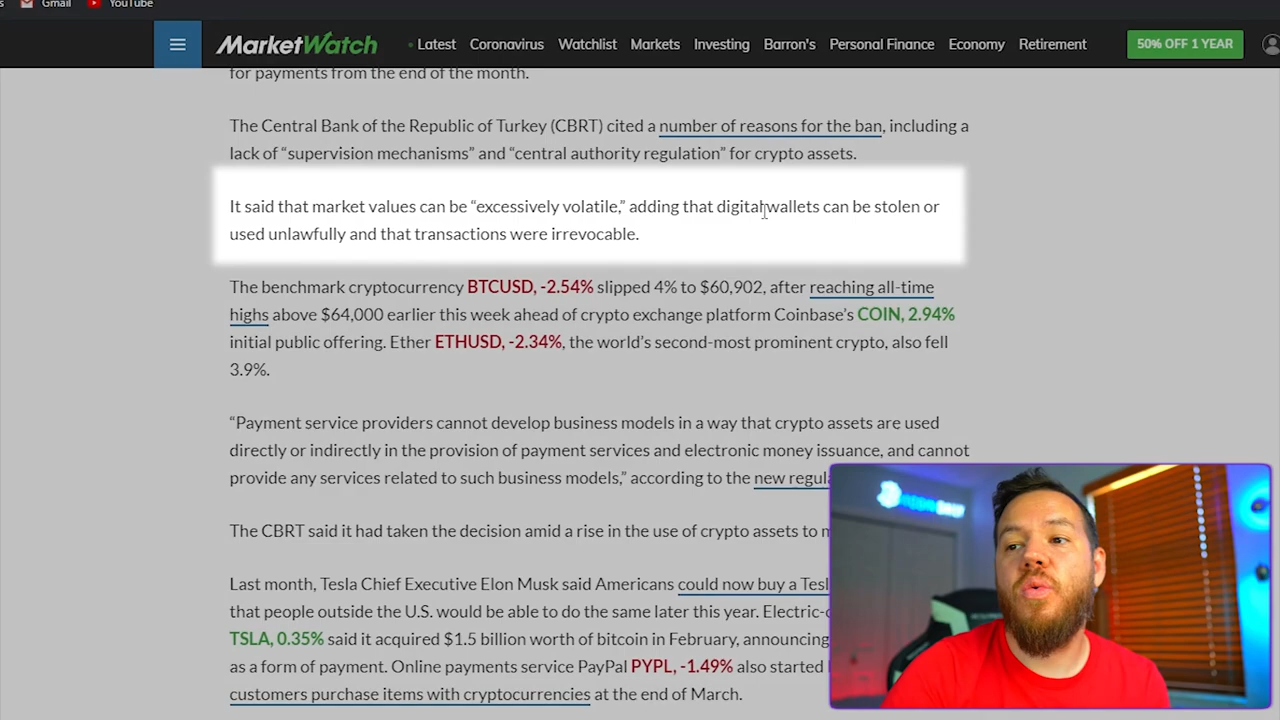 Gmail
YouTube
MarketWatch
Latest Coronavirus Watchlist Markets Investing Barron's Personal Finance Economy Retirement
50% OFF 1 YEAR
for payments from the end of the month.
The Central Bank of the Republic of Turkey (CBRT) cited a number of reasons for the ban, including a
lack of “supervision mechanisms” and “central authority regulation” for crypto assets.
It said that market values can be “excessively volatile,” adding that digital wallets can be stolen or
used unlawfully and that transactions were irrevocable.
The benchmark cryptocurrency BTCUSD, -2.54% slipped 4% to $60,902, after reaching all-time
highs above $64,000 earlier this week ahead of crypto exchange platform Coinbase’s COIN, 2.94%
initial public offering. Ether ETHUSD, -2.34%, the world’s second-most prominent crypto, also fell
3.9%.
“Payment service providers cannot develop business models in a way that crypto assets are used
directly or indirectly in the provision of payment services and electronic money issuance, and cannot
provide any services related to such business models,” according to the new regul
The CBRT said it had taken the decision amid a rise in the use of crypto assets to
Last month, Tesla Chief Executive Elon Musk said Americans could now buy a Tesl
that people outside the U.S. would be able to do the same later this year. Electric-
TSLA, 0.35% said it acquired $1.5 billion worth of bitcoin in February, announcing
as a form of payment. Online payments service PayPal PYPL, -1.49% also started
customers purchase items with cryptocurrencies at the end of March.